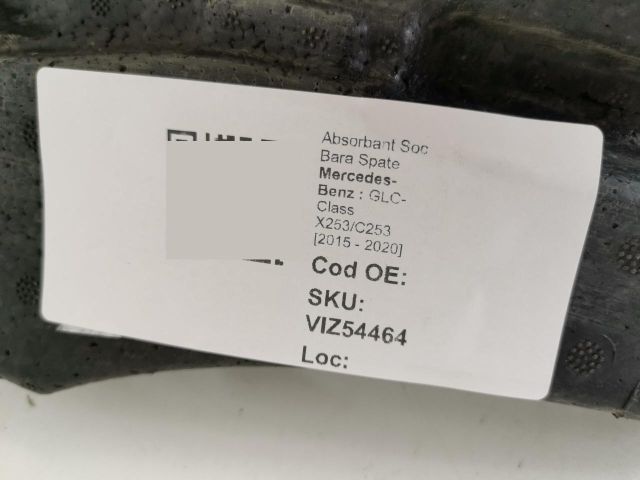 Absorbant Soc
Bara Spate
Mercedes-
Benz : GLC-
Class
X253/C253
[2015 - 2020]
Cod OE:
SKU:
VIZ54464
Loc: